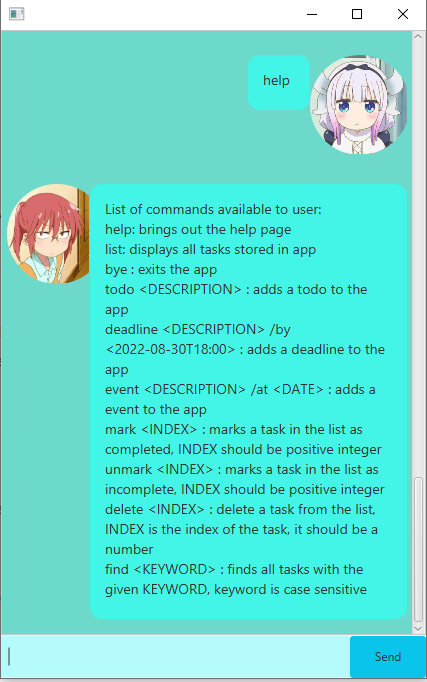 help
List of commands available to user:
help: brings out the help page
list: displays all tasks stored in app
bye : exits the app
todo <DESCRIPTION> : adds a todo to the
app
deadline <DESCRIPTION> /by
<2022-08-30T18:00> : adds a deadline to the
app
event <DESCRIPTION> /at <DATE> : adds a
event to the app
mark <INDEX> : marks a task in the list as
completed, INDEX should be positive integer
unmark <INDEX> : marks a task in the list as
incomplete, INDEX should be positive integer
delete <INDEX> : delete a task from the list,
INDEX is the index of the task, it should be a
number
find <KEYWORD> : finds all tasks with the
given KEYWORD, keyword is case sensitive
Send